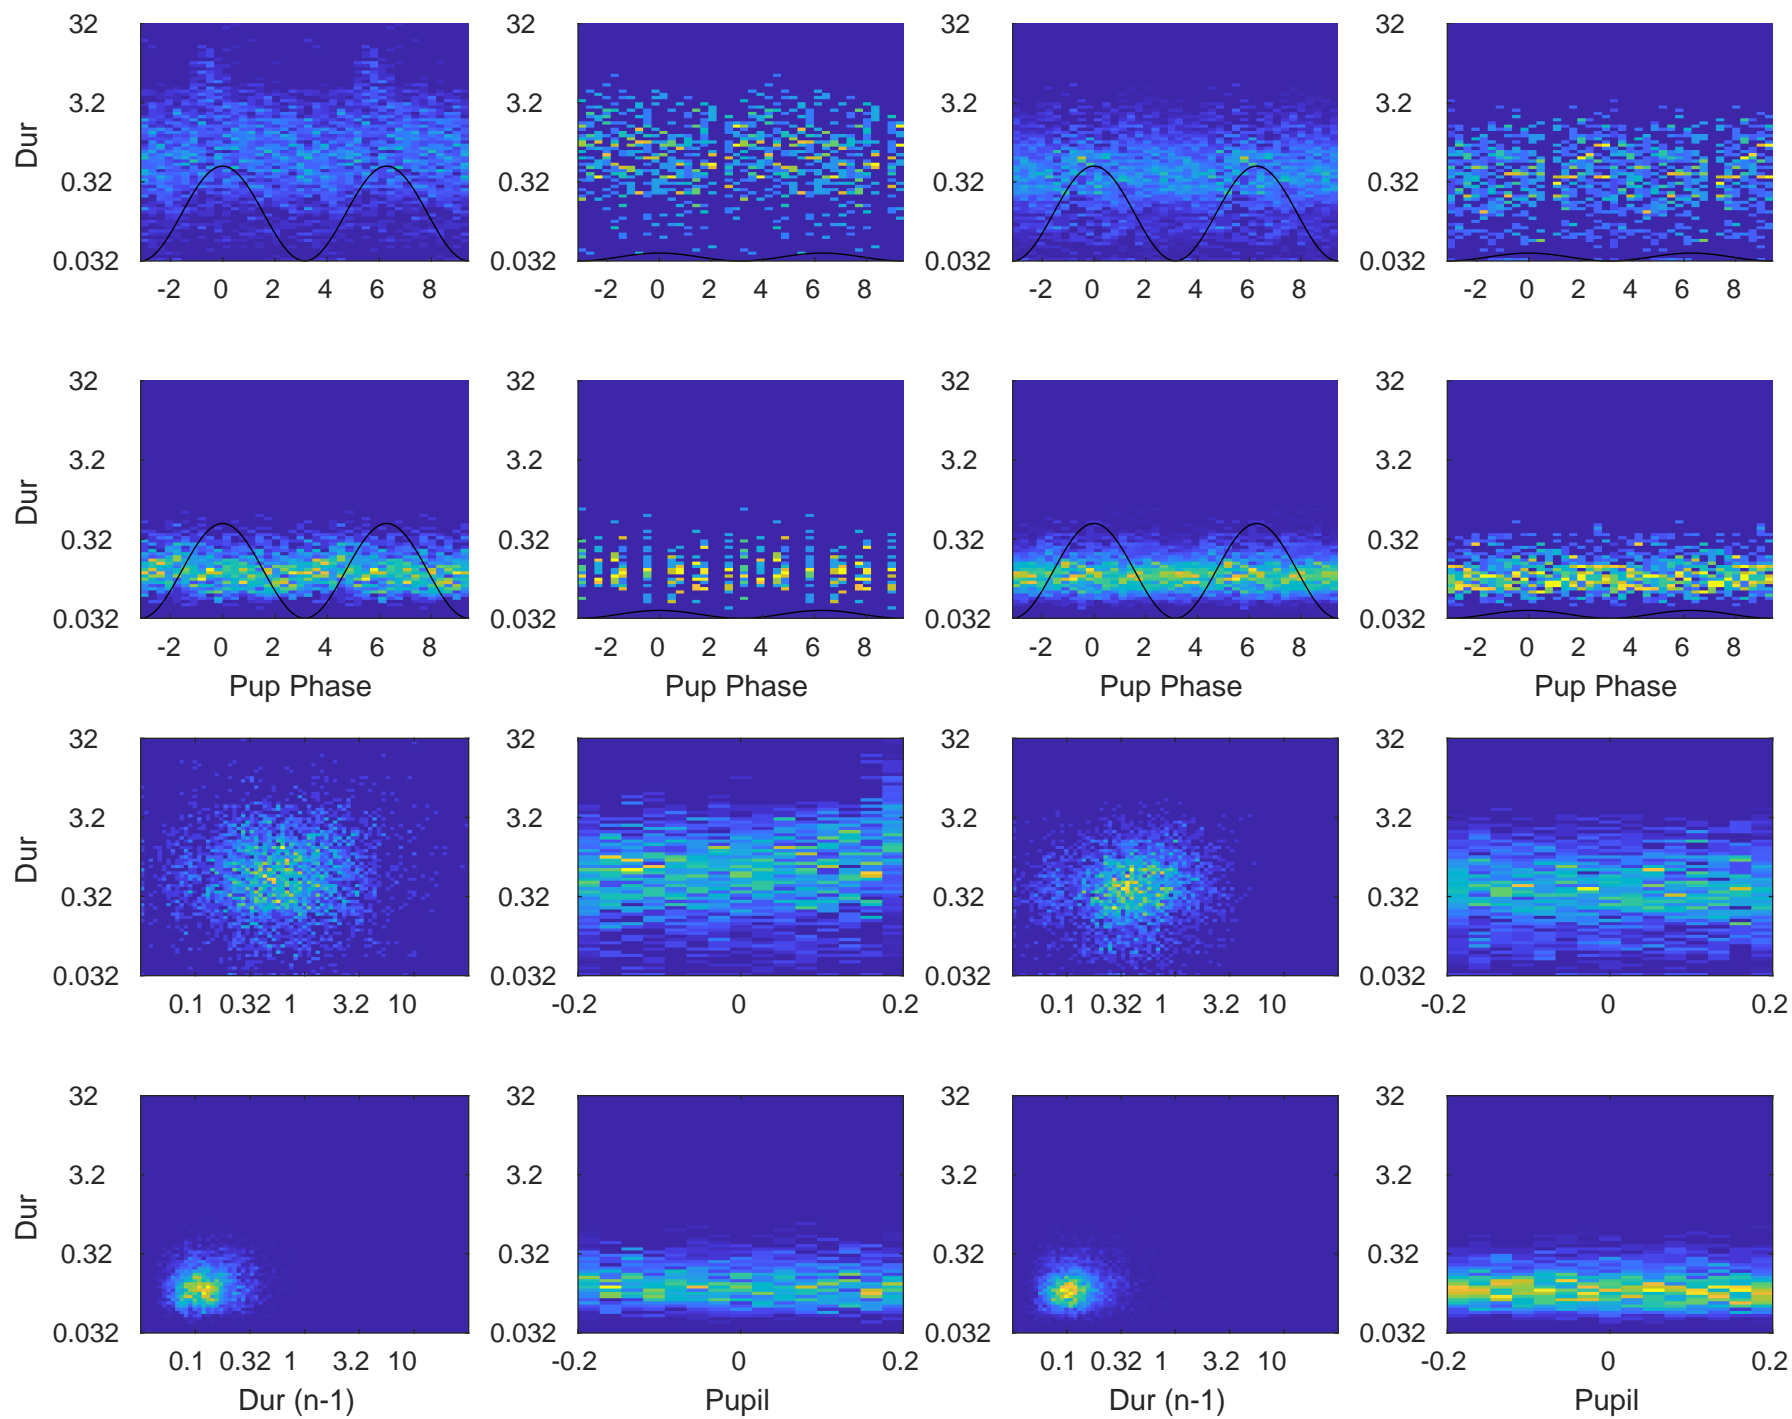 32 32 32 32
3.2 3.2 3.2 3.2
Dur
0.32 0.32 0.32 0.32
0.032 0.032 0.032 0.032
-2 0 2 4 6 8 -2 0 2 4 6 8 -2 0 2 4 6 8 -2 0 2 4 6 8
32 32 32 32
3.2 3.2 3.2 3.2
Dur
0.32 0.32 0.32 0.32
0.032 0.032 0.032 0.032
-2 0 2 4 6 8 -2 0 2 4 6 8 -2 0 2 4 6 8 -2 0 2 4 6 8
Pup Phase Pup Phase Pup Phase Pup Phase
32 32 32 32
3.2 3.2 3.2 3.2
Dur
0.32 0.32 0.32 0.32
0.032 0.032 0.032 0.032
0.1 0.32 1 3.2 10 -0.2 0 0.2 0.1 0.32 1 3.2 10 -0.2 0 0.2
32 32 32 32
3.2 3.2 3.2 3.2
Dur
0.32 0.32 0.32 0.32
0.032 0.032 0.032 0.032
0.1 0.32 1 3.2 10 -0.2 0 0.2 0.1 0.32 1 3.2 10 -0.2 0 0.2
Dur (n-1) Pupil Dur (n-1) Pupil